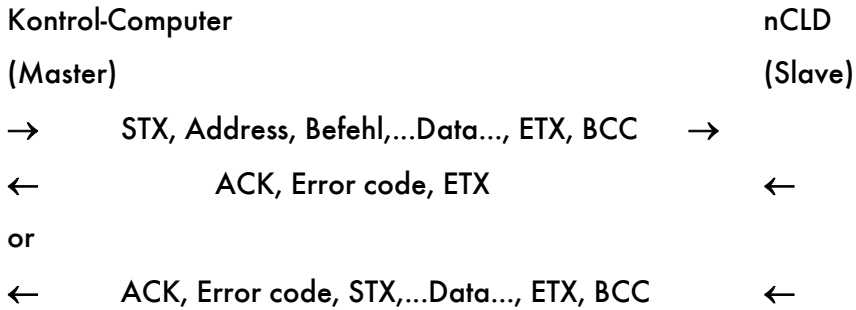 Kontrol-Computer nCLD
(Master) (Slave)
→ STX, Address, Befehl,...Data..., ETX, BCC →
← ACK, Error code, ETX ←
or
← ACK, Error code, STX,...Data..., ETX, BCC ←